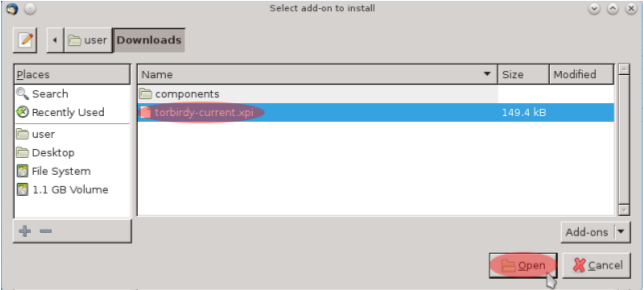 Select add-on to install
user Downloads
Places
Name Size Modified
Search
components
Recently Used
torbirdy-current.xpi 149.4 kB
user
Desktop
File System
1.1 GB Volume
Add-ons
Open Cancel